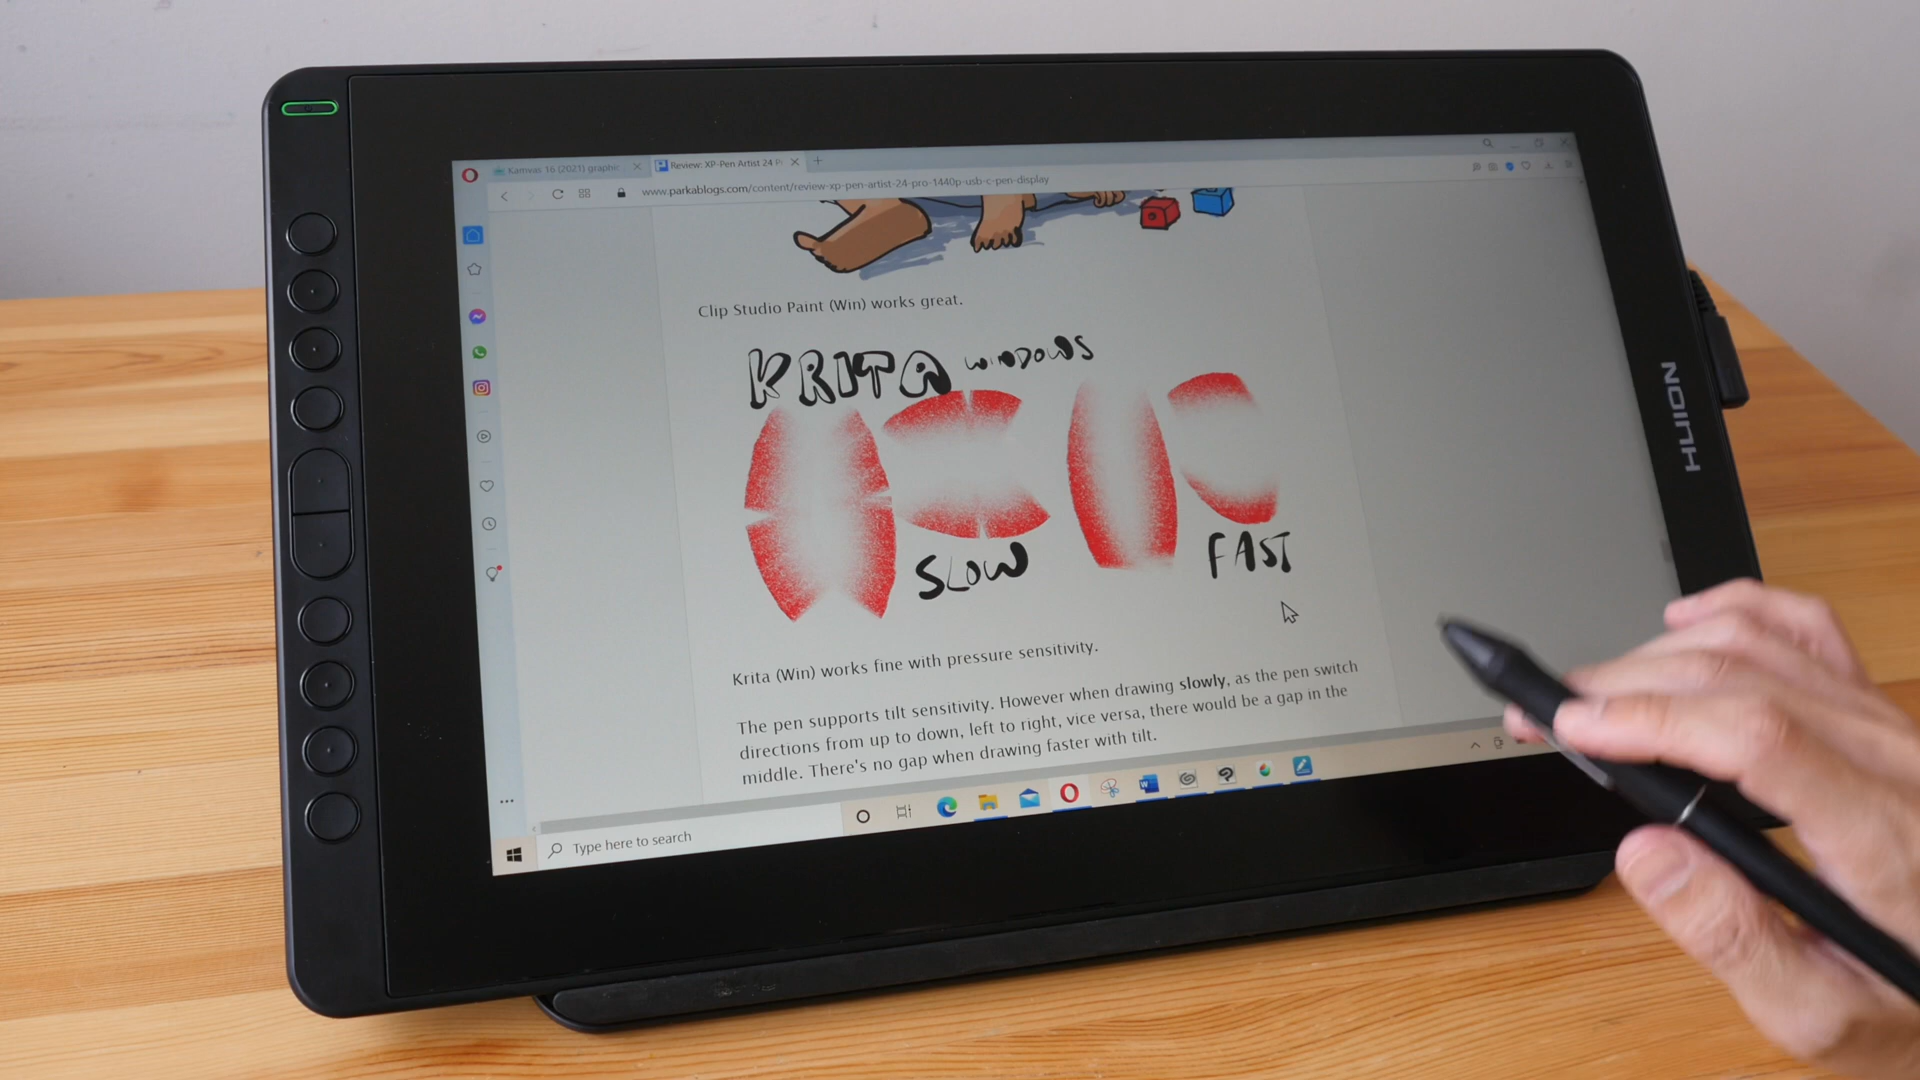 Kamvas 16 (2021) graphic
Review: XP-Pen Artist 24 P
www.parkablogs.com/content/review-xp-pen-artist-24-pro-1440p-usb-c-pen-display
Clip Studio Paint (Win) works great.
KRITA WINDOWS
SLOW
FAST
Krita (Win) works fine with pressure sensitivity.
The pen supports tilt sensitivity. However when drawing slowly, as the pen switch
directions from up to down, left to right, vice versa, there would be a gap in the
middle. There's no gap when drawing faster with tilt.
Type here to search
HUION